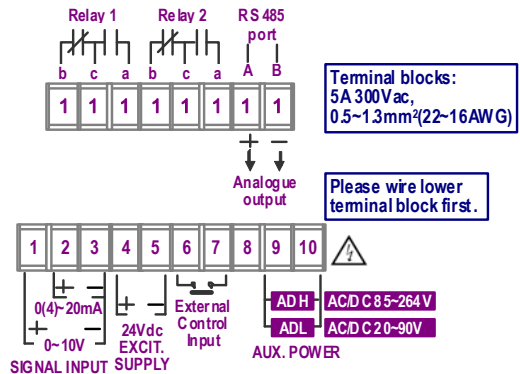 Relay 1 Relay 2 RS 485
port
b c a b c a A B
1 1 1 1 1 1 1 1
+ −
Analogue
output
Terminal blocks:
5A 300Vac,
0.5~1.3mm²(22~16AWG)
Please wire lower
terminal block first.
1 2 3 4 5 6 7 8 9 10
+ −
0(4)~20mA
+ −
0~10V
SIGNAL INPUT
+ −
24Vdc
EXCIT.
SUPPLY
External
Control
Input
ADH AC/DC 85~264V
ADL AC/DC 20~90V
AUX. POWER